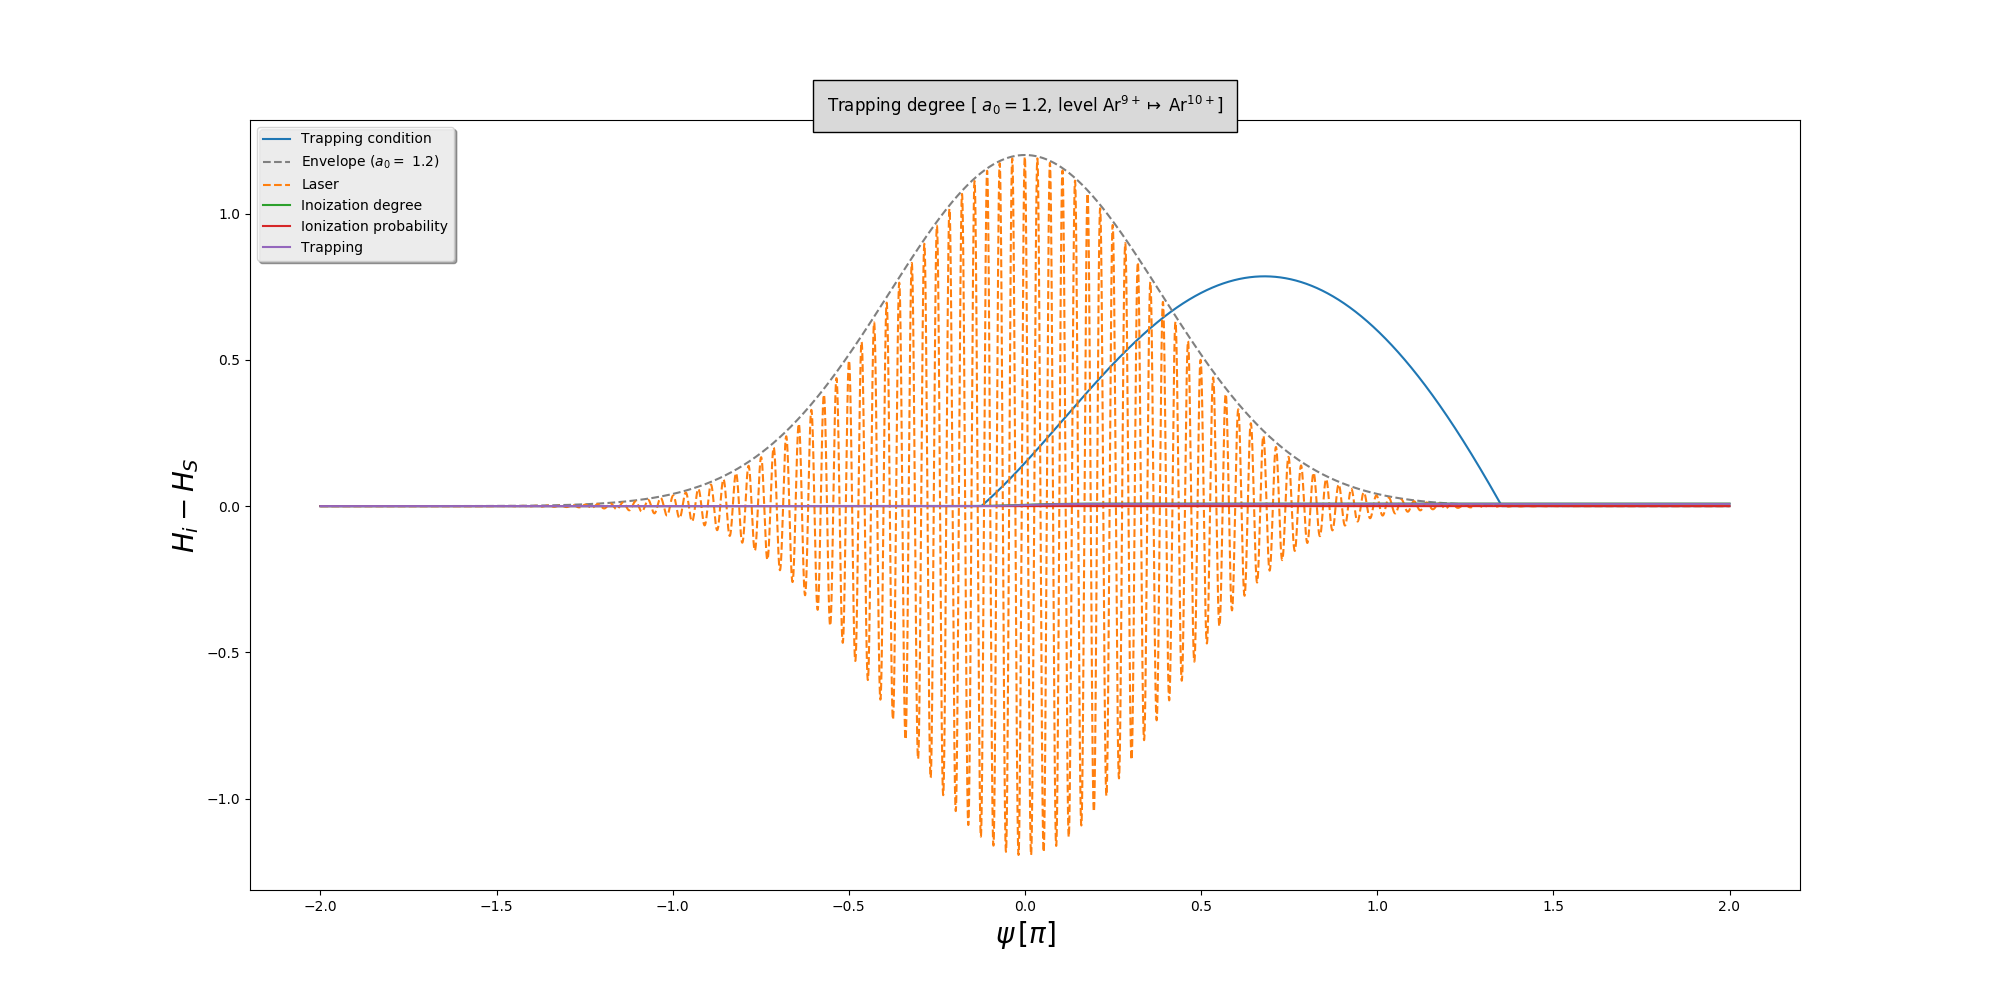 Trapping degree [ a₀ = 1.2, level Ar⁹⁺ ↦ Ar¹⁰⁺]
Trapping condition
Envelope (a₀ = 1.2)
Laser
Inoization degree
Ionization probability
Trapping
1.0
0.5
0.0
−0.5
−1.0
Hᵢ − H_S
−2.0 −1.5 −1.0 −0.5 0.0 0.5 1.0 1.5 2.0
ψ [π]